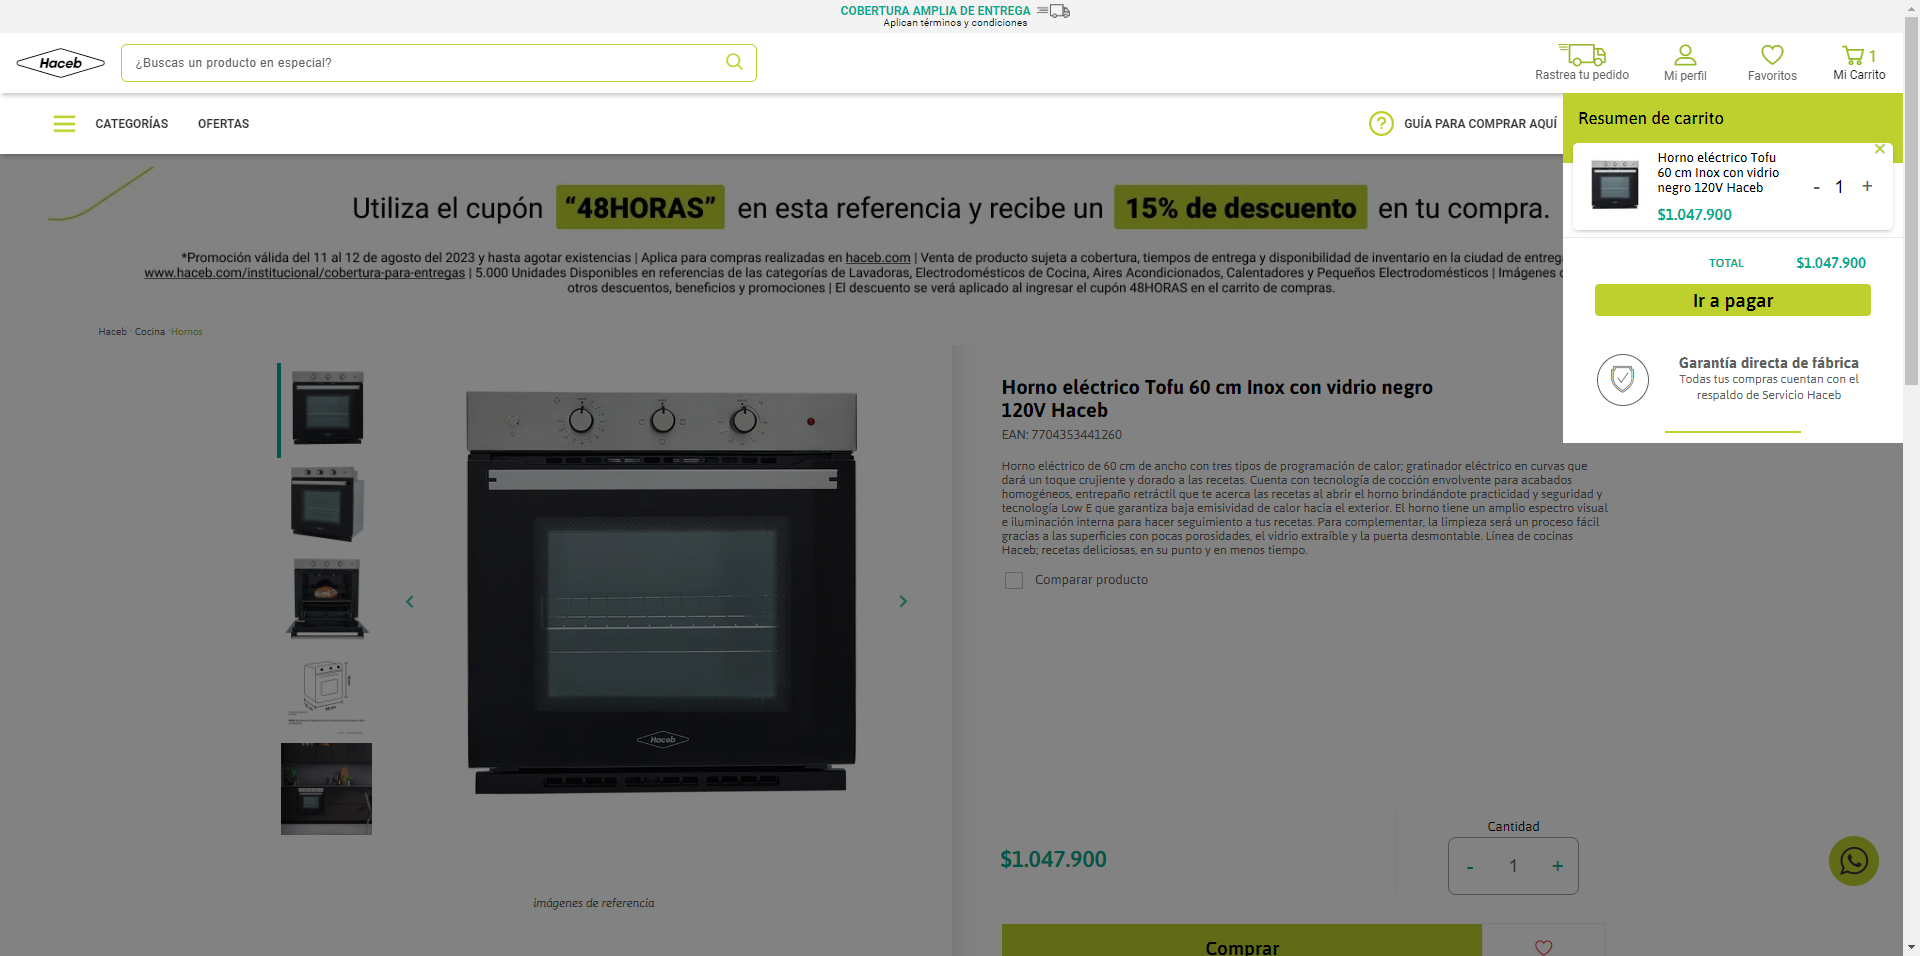 COBERTURA AMPLIA DE ENTREGA
Aplican términos y condiciones
Haceb
¿Buscas un producto en especial?
Rastrea tu pedido
Mi perfil
Favoritos
1
Mi Carrito
CATEGORÍAS
OFERTAS
? GUÍA PARA COMPRAR AQUÍ
Resumen de carrito
Horno eléctrico Tofu
60 cm Inox con vidrio
negro 120V Haceb
- 1 +
$1.047.900
TOTAL $1.047.900
Ir a pagar
Garantía directa de fábrica
Todas tus compras cuentan con el
respaldo de Servicio Haceb
Utiliza el cupón “48HORAS” en esta referencia y recibe un 15% de descuento en tu compra.
*Promoción válida del 11 al 12 de agosto del 2023 y hasta agotar existencias | Aplica para compras realizadas en haceb.com | Venta de producto sujeta a cobertura, tiempos de entrega y disponibilidad de inventario en la ciudad de entrega
www.haceb.com/institucional/cobertura-para-entregas | 5.000 Unidades Disponibles en referencias de las categorías de Lavadoras, Electrodomésticos de Cocina, Aires Acondicionados, Calentadores y Pequeños Electrodomésticos | Imágenes
otros descuentos, beneficios y promociones | El descuento se verá aplicado al ingresar el cupón 48HORAS en el carrito de compras.
Haceb · Cocina · Hornos
Haceb
imágenes de referencia
Horno eléctrico Tofu 60 cm Inox con vidrio negro
120V Haceb
EAN: 7704353441260
Horno eléctrico de 60 cm de ancho con tres tipos de programación de calor; gratinador eléctrico en curvas que
dará un toque crujiente y dorado a las recetas. Cuenta con tecnología de cocción envolvente para acabados
homogéneos, entrepaño retráctil que te acerca las recetas al abrir el horno brindándote practicidad y seguridad y
tecnología Low E que garantiza baja emisividad de calor hacia el exterior. El horno tiene un amplio espectro visual
e iluminación interna para hacer seguimiento a tus recetas. Para complementar, la limpieza será un proceso fácil
gracias a las superficies con pocas porosidades, el vidrio extraíble y la puerta desmontable. Línea de cocinas
Haceb; recetas deliciosas, en su punto y en menos tiempo.
Comparar producto
$1.047.900
Cantidad
- 1 +
Comprar